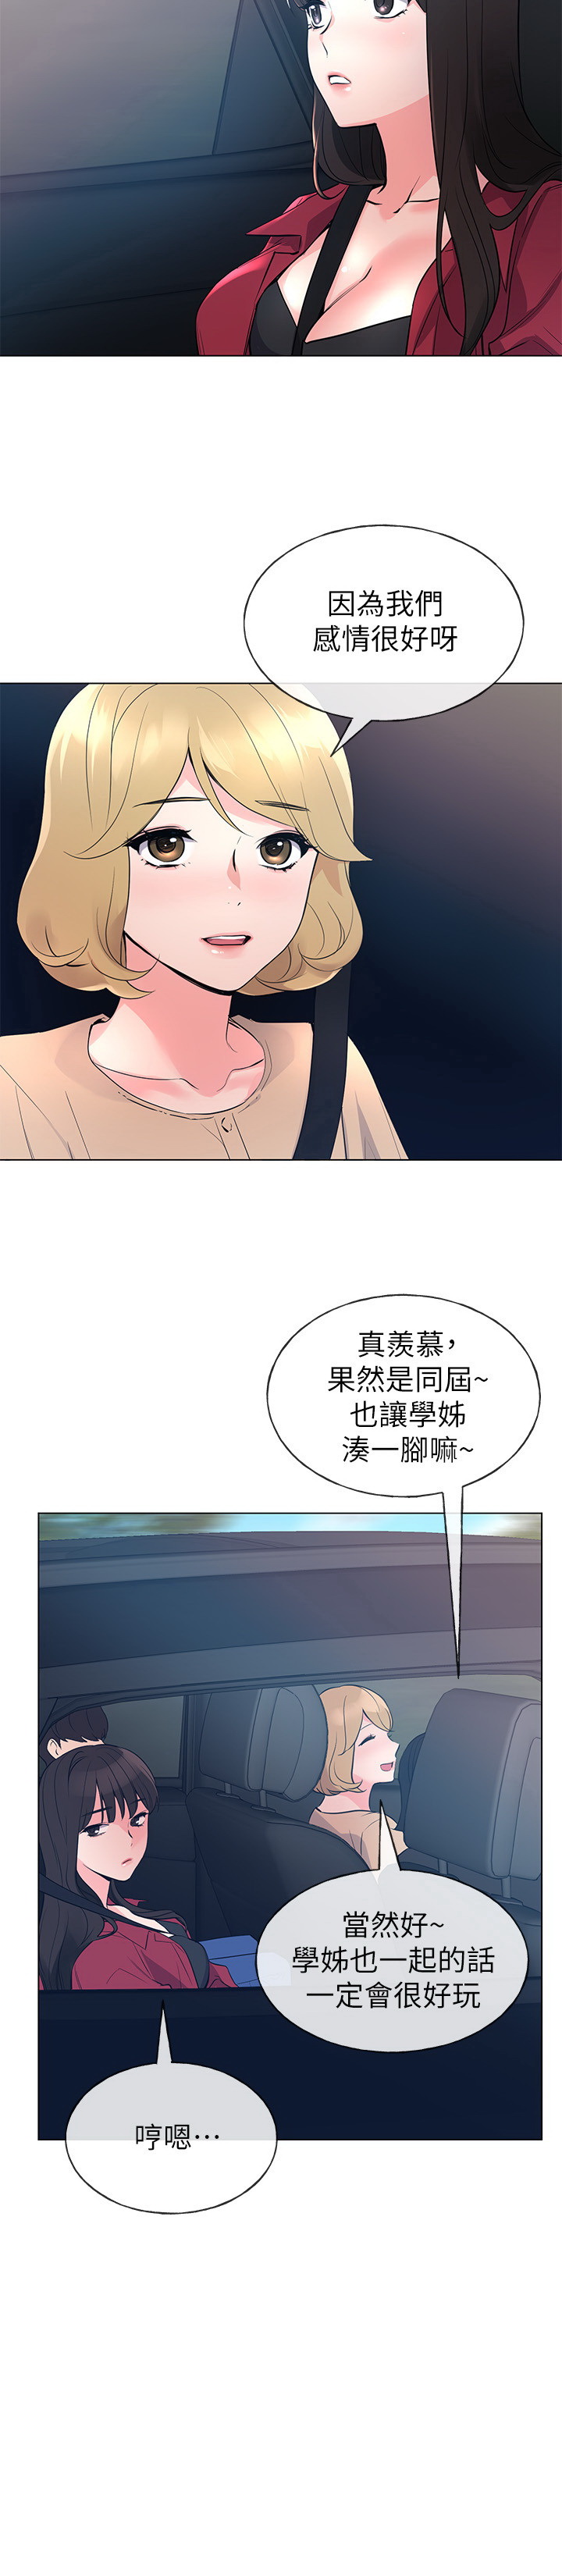 因為我們
感情很好呀
真羨慕，
果然是同屆~
也讓學姊
湊一腳嘛~
當然好~
學姊也一起的話
一定會很好玩
哼嗯⋯